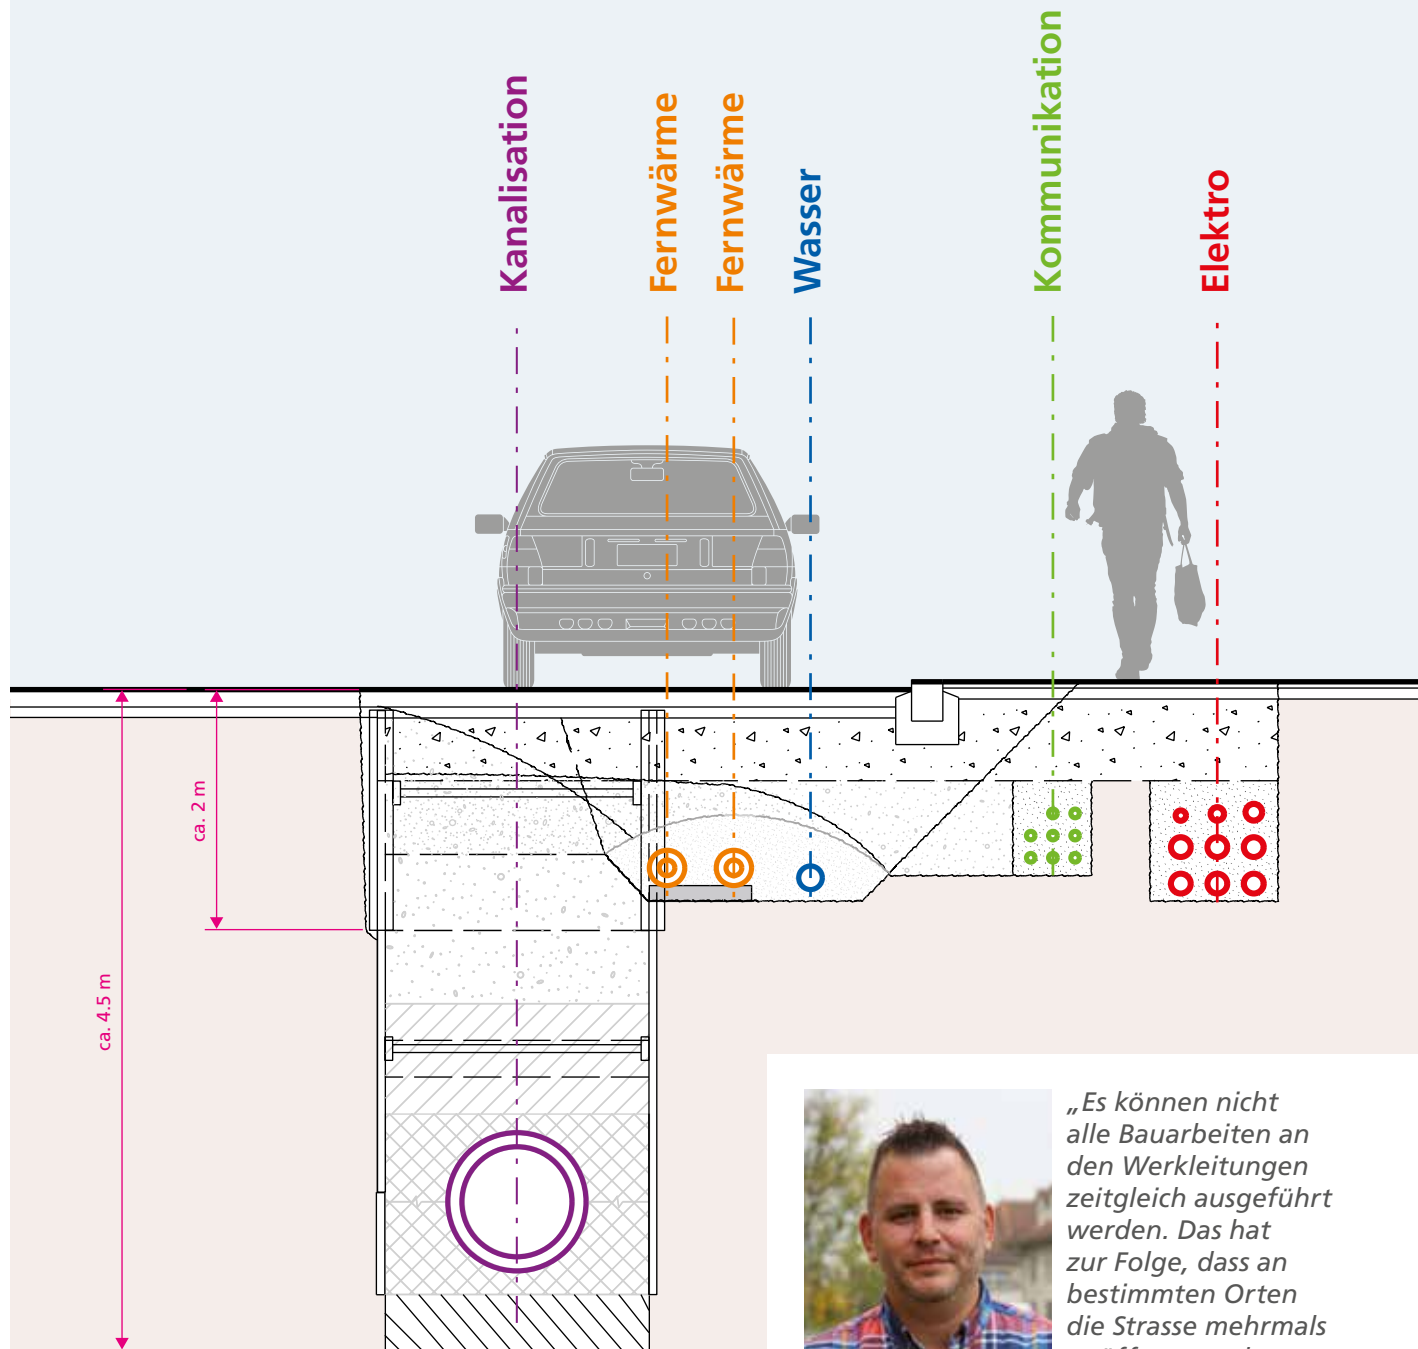 Kanalisation
Fernwärme
Fernwärme
Wasser
Kommunikation
Elektro
ca. 2 m
ca. 4.5 m
„Es können nicht
alle Bauarbeiten an
den Werkleitungen
zeitgleich ausgeführt
werden. Das hat
zur Folge, dass an
bestimmten Orten
die Strasse mehrmals